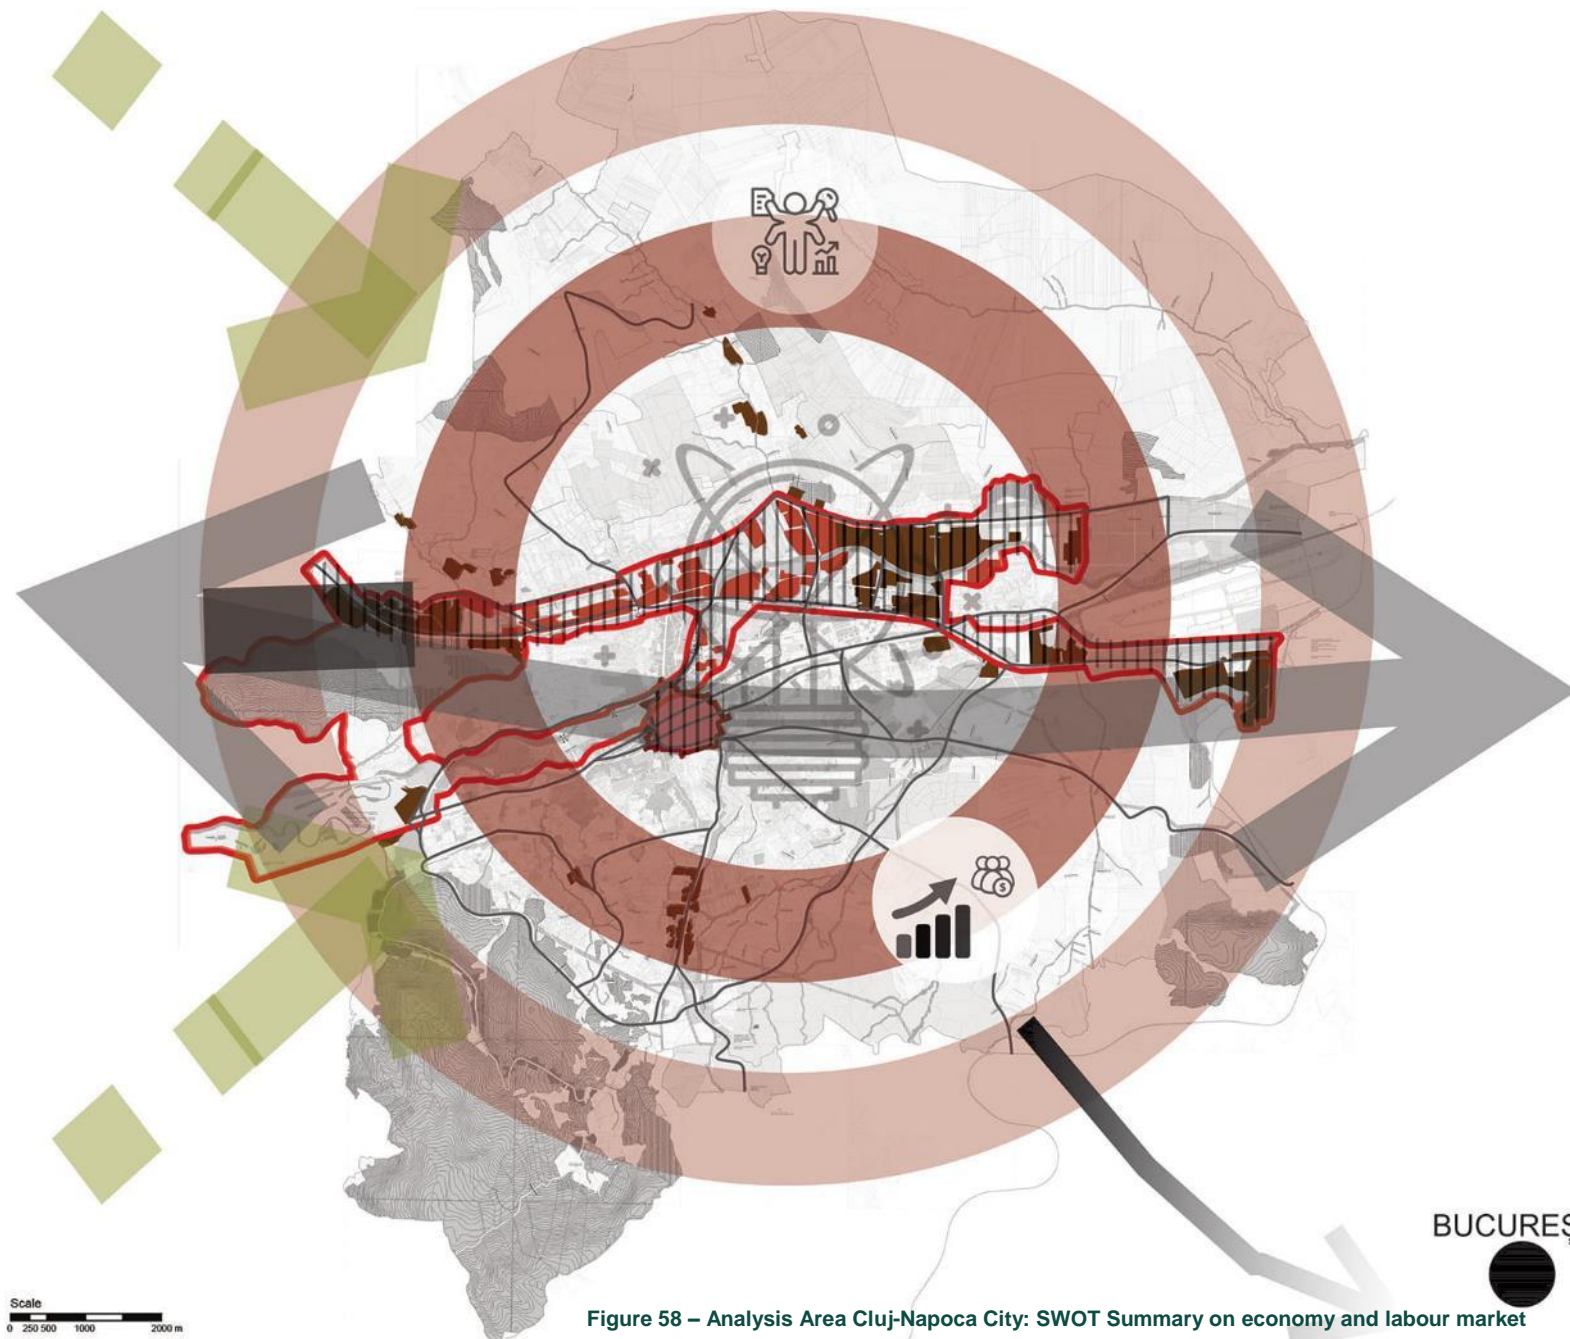 BUCUREȘ
Scale
0 250 500 1000 2000 m
Figure 58 – Analysis Area Cluj-Napoca City: SWOT Summary on economy and labour market